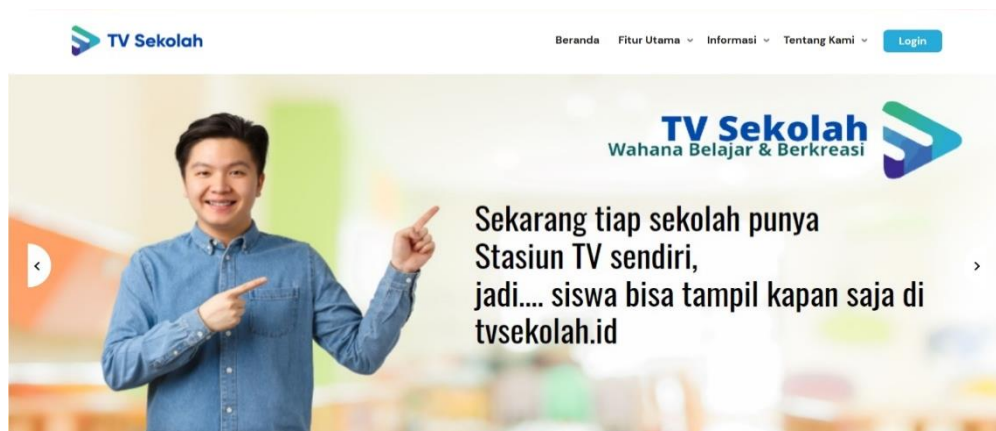 TV Sekolah
Beranda Fitur Utama Informasi Tentang Kami Login
TV Sekolah
Wahana Belajar & Berkreasi
Sekarang tiap sekolah punya
Stasiun TV sendiri,
jadi.... siswa bisa tampil kapan saja di
tvsekolah.id